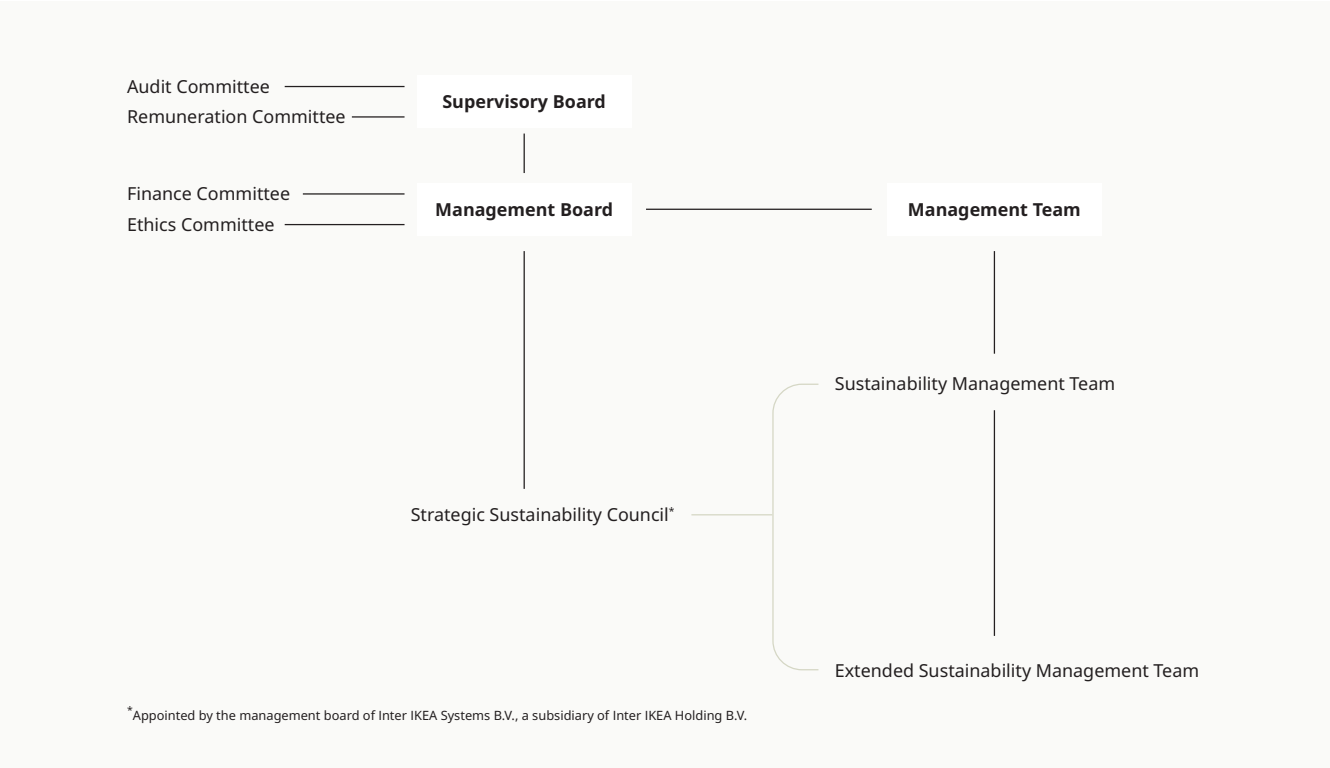 Audit Committee
Supervisory Board
Remuneration Committee
Finance Committee
Management Board
Management Team
Ethics Committee
Sustainability Management Team
Strategic Sustainability Council*
Extended Sustainability Management Team
*Appointed by the management board of Inter IKEA Systems B.V., a subsidiary of Inter IKEA Holding B.V.